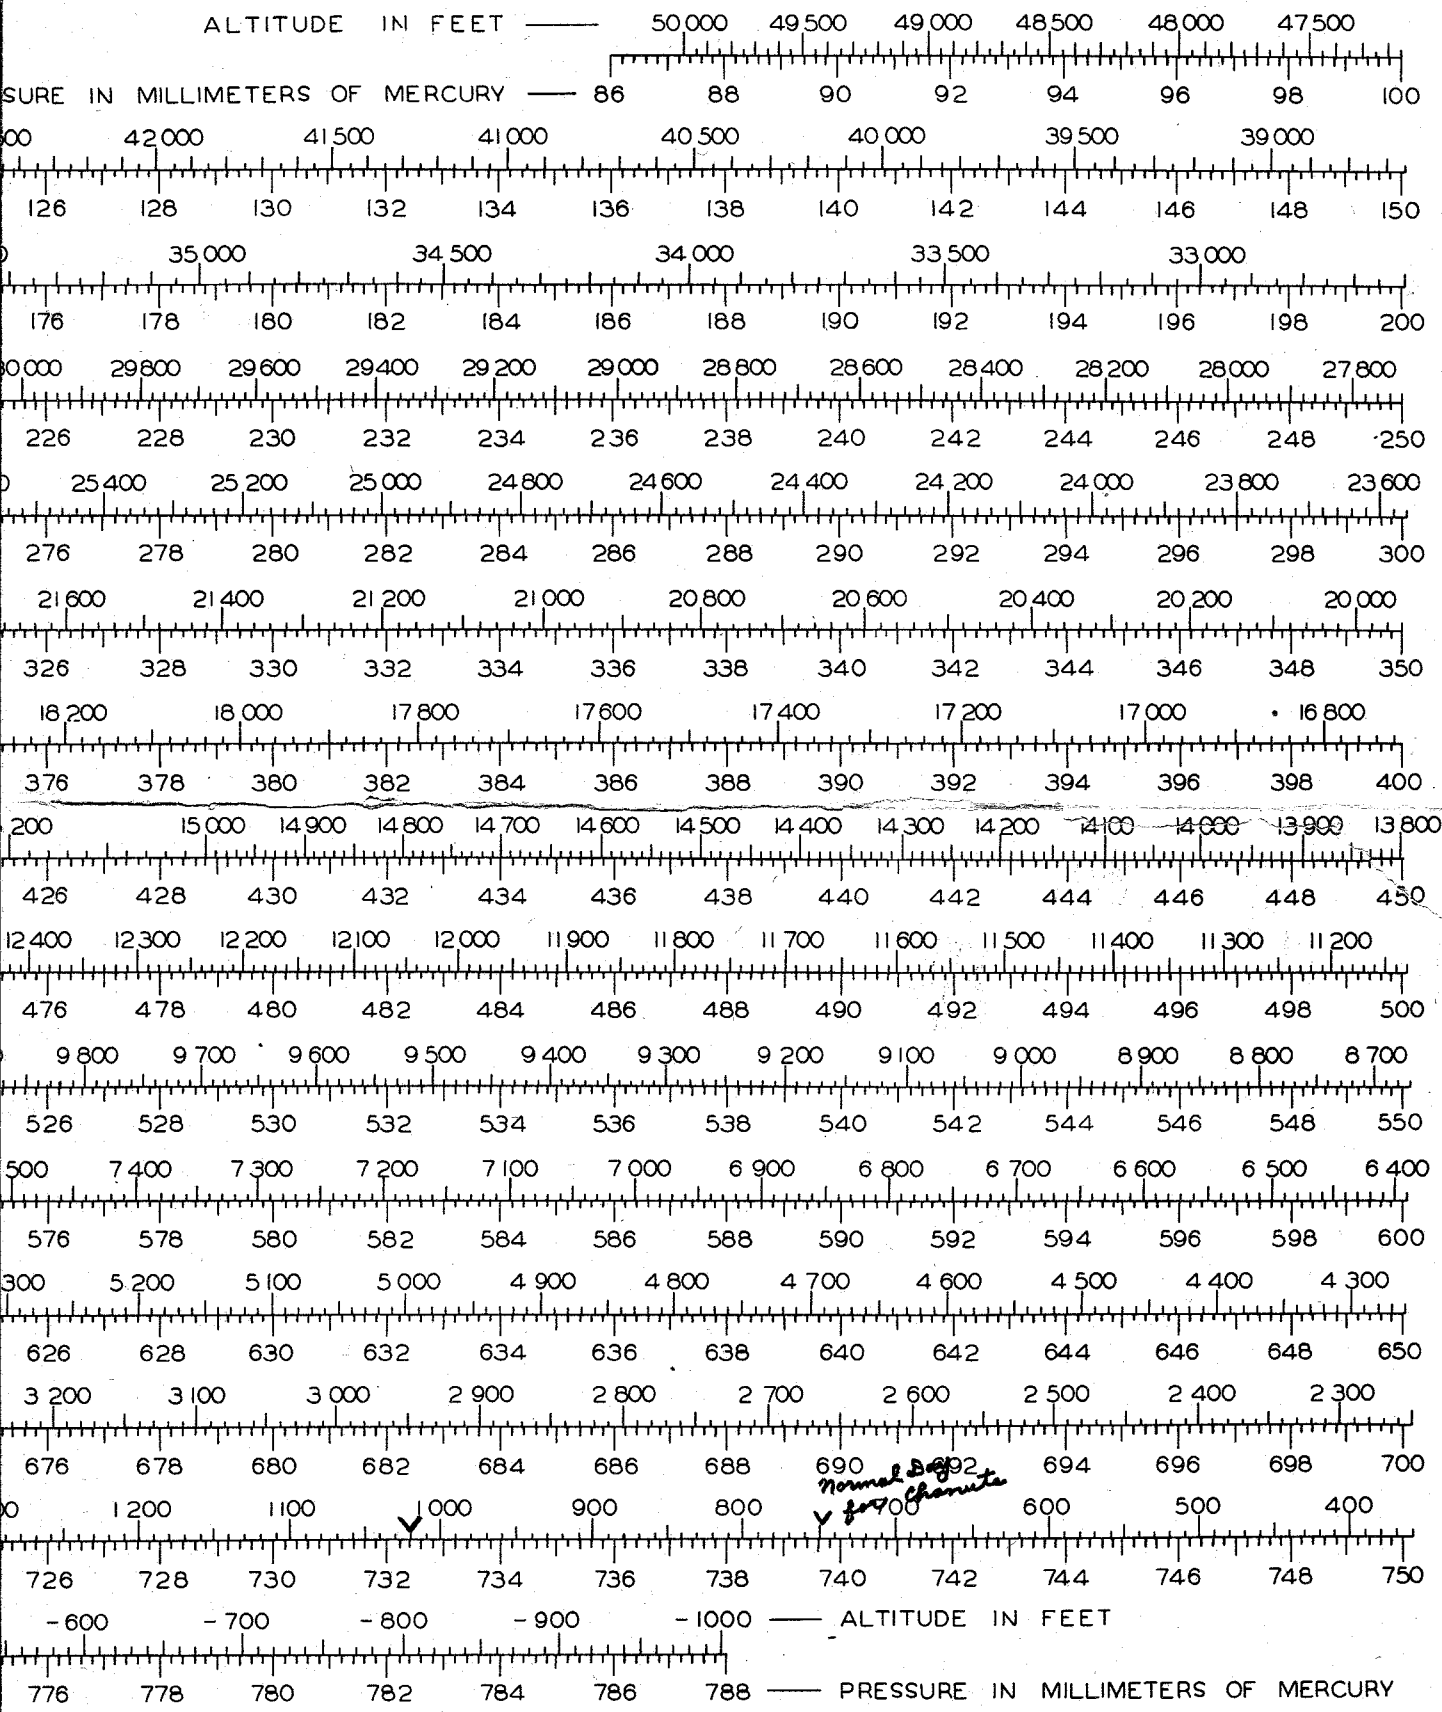 ALTITUDE IN FEET — 50 000 49 500 49 000 48 500 48 000 47 500
SURE IN MILLIMETERS OF MERCURY — 86 88 90 92 94 96 98 100
00 42 000 41 500 41 000 40 500 40 000 39 500 39 000
126 128 130 132 134 136 138 140 142 144 146 148 150
35 000 34 500 34 000 33 500 33 000
176 178 180 182 184 186 188 190 192 194 196 198 200
30 000 29 800 29 600 29 400 29 200 29 000 28 800 28 600 28 400 28 200 28 000 27 800
226 228 230 232 234 236 238 240 242 244 246 248 250
25 400 25 200 25 000 24 800 24 600 24 400 24 200 24 000 23 800 23 600
276 278 280 282 284 286 288 290 292 294 296 298 300
21 600 21 400 21 200 21 000 20 800 20 600 20 400 20 200 20 000
326 328 330 332 334 336 338 340 342 344 346 348 350
18 200 18 000 17 800 17 600 17 400 17 200 17 000 16 800
376 378 380 382 384 386 388 390 392 394 396 398 400
200 15 000 14 900 14 800 14 700 14 600 14 500 14 400 14 300 14 200 14 100 14 000 13 900 13 800
426 428 430 432 434 436 438 440 442 444 446 448 450
12 400 12 300 12 200 12 100 12 000 11 900 11 800 11 700 11 600 11 500 11 400 11 300 11 200
476 478 480 482 484 486 488 490 492 494 496 498 500
9 800 9 700 9 600 9 500 9 400 9 300 9 200 9 100 9 000 8 900 8 800 8 700
526 528 530 532 534 536 538 540 542 544 546 548 550
500 7 400 7 300 7 200 7 100 7 000 6 900 6 800 6 700 6 600 6 500 6 400
576 578 580 582 584 586 588 590 592 594 596 598 600
300 5 200 5 100 5 000 4 900 4 800 4 700 4 600 4 500 4 400 4 300
626 628 630 632 634 636 638 640 642 644 646 648 650
3 200 3 100 3 000 2 900 2 800 2 700 2 600 2 500 2 400 2 300
676 678 680 682 684 686 688 690 692 694 696 698 700
Normal Day
for Chanute
1 200 1 100 1 000 900 800 700 600 500 400
726 728 730 732 734 736 738 740 742 744 746 748 750
-600 -700 -800 -900 -1000 — ALTITUDE IN FEET
776 778 780 782 784 786 788 — PRESSURE IN MILLIMETERS OF MERCURY